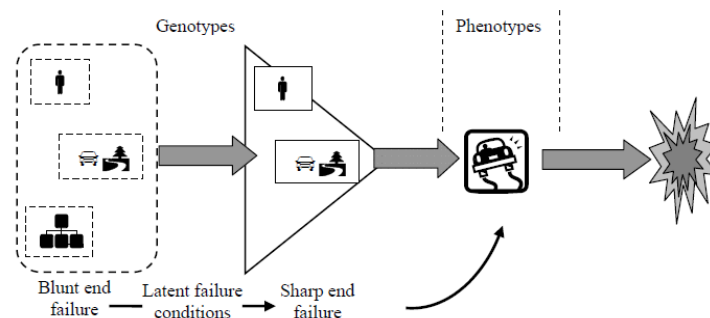 Genotypes
Phenotypes
Blunt end
failure
Latent failure
conditions
Sharp end
failure